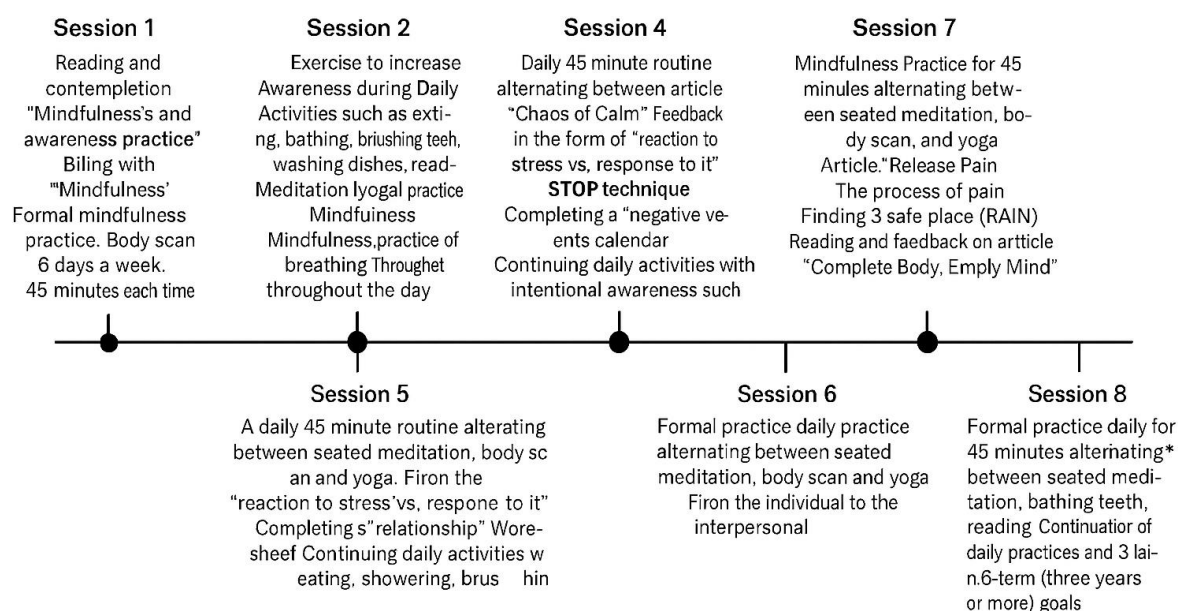 Session 1
Reading and
contempletion
"Mindfulness's and
awareness practice"
Biling with
"'Mindfulness'
Formal mindfulness
practice. Body scan
6 days a week.
45 minutes each time
Session 2
Exercise to increase
Awareness during Daily
Activities such as exti-
ng, bathing, briushing teeh,
washing dishes, read-
Meditation lyogal practice
Mindfuiness
Mindfulness,practice of
breathing Throughet
throughout the day
Session 4
Daily 45 minute routine
alternating between article
"Chaos of Calm" Feedback
in the form of "reaction to
stress vs, response to it"
STOP technique
Completing a "negative ve-
ents calendar
Continuing daily activities with
intentional awareness such
Session 7
Mindfulness Practice for 45
minules alternating betw-
een seated meditation, bo-
dy scan, and yoga
Article."Release Pain
The process of pain
Finding 3 safe place (RAIN)
Reading and faedback on artticle
"Complete Body, Emply Mind"
Session 5
A daily 45 minute routine alterating
between seated meditation, body sc
an and yoga. Firon the
"reaction to stress'vs, respone to it"
Completing s"relationship" Wore-
sheef Continuing daily activities w
eating, showering, brus hin
Session 6
Formal practice daily practice
alternating between seated
meditation, body scan and yoga
Firon the individual to the
interpersonal
Session 8
Formal practice daily for
45 minutes alternating*
between seated medi-
tation, bathing teeth,
reading Continuatior of
daily practices and 3 lai-
n.6-term (three years
or more) goals